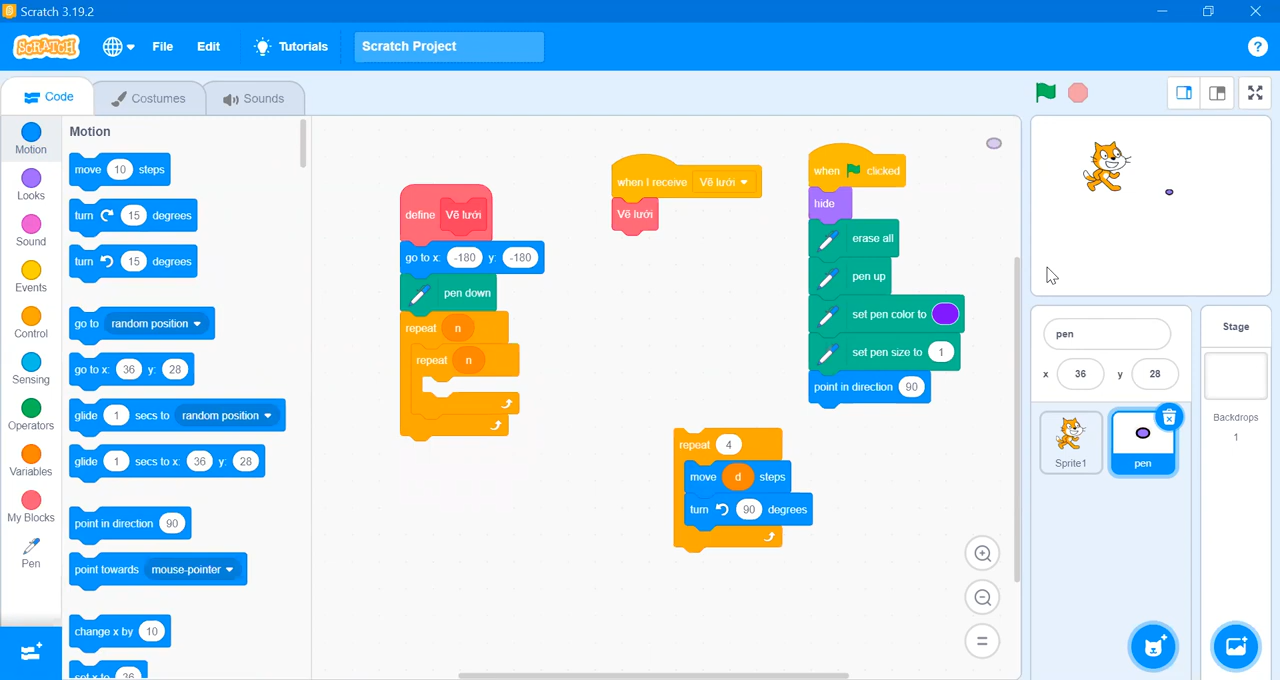 Scratch 3.19.2
SCRATCH
File
Edit
Tutorials
Scratch Project
?
Code
Costumes
Sounds
Motion
Looks
Sound
Events
Control
Sensing
Operators
Variables
My Blocks
Pen
Motion
move 10 steps
turn 15 degrees
turn 15 degrees
go to random position
go to x: 36 y: 28
glide 1 secs to random position
glide 1 secs to x: 36 y: 28
point in direction 90
point towards mouse-pointer
change x by 10
define Vẽ lưới
go to x: -180 y: -180
pen down
repeat n
repeat n
when I receive Vẽ lưới
Vẽ lưới
when clicked
hide
erase all
pen up
set pen color to
set pen size to 1
point in direction 90
repeat 4
move d steps
turn 90 degrees
pen
x 36 y 28
Sprite1
pen
Stage
Backdrops
1